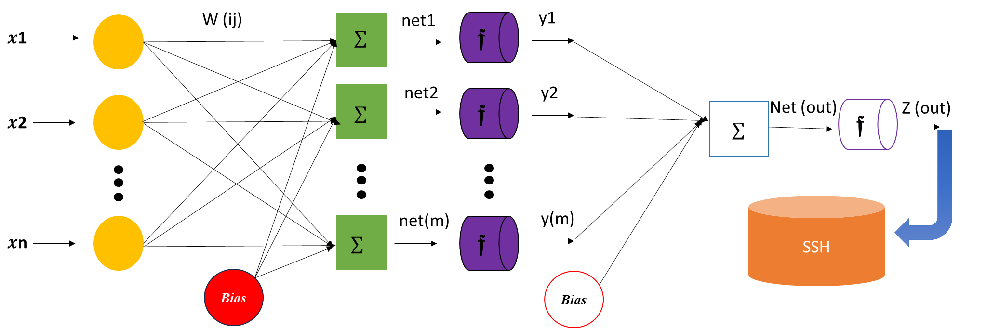 x1
W (ij)
Σ
net1
f
y1
x2
Σ
net2
f
y2
Σ
Net (out)
f
Z (out)
xn
Σ
net(m)
f
y(m)
SSH
Bias
Bias